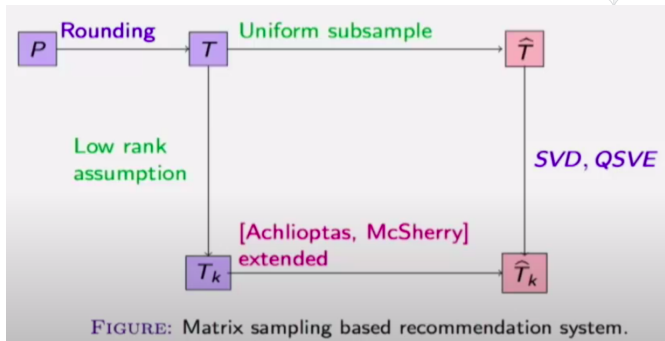 P Rounding T Uniform subsample T̂
Low rank
assumption
SVD, QSVE
[Achlioptas, McSherry]
extended
T_k T̂_k
FIGURE: Matrix sampling based recommendation system.